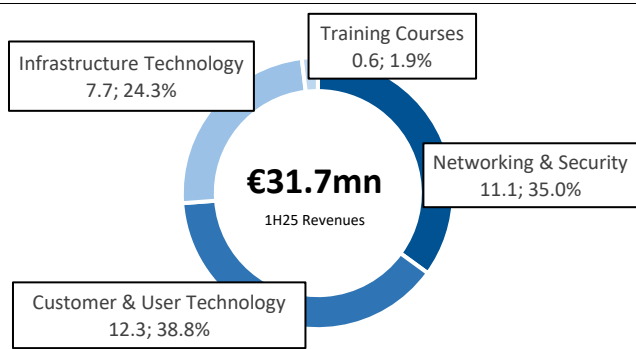 Training Courses
0.6; 1.9%
Infrastructure Technology
7.7; 24.3%
€31.7mn
1H25 Revenues
Networking & Security
11.1; 35.0%
Customer & User Technology
12.3; 38.8%